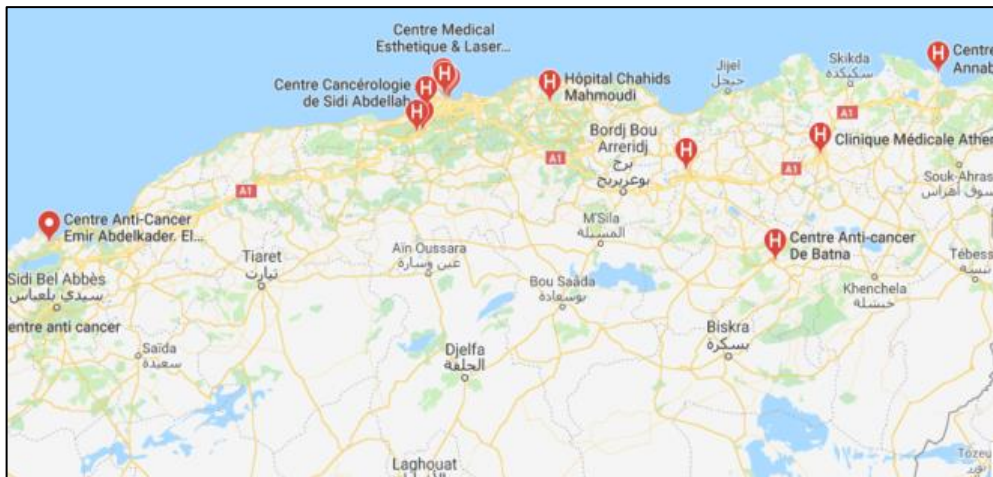 Centre Medical
Esthetique & Laser...
Centre Cancérologie
de Sidi Abdellah
Hôpital Chahids
Mahmoudi
Jijel
جيجل
Skikda
سكيكدة
Centre
Annab
A1
Bordj Bou
Arreridj
برج
بوعريريج
A1
Clinique Médicale Athen
A1
A1
Souk-Ahras
سوق أهراس
Centre Anti-Cancer
Emir Abdelkader. El...
M'Sila
المسيلة
Centre Anti-cancer
De Batna
Tiaret
تيارت
Aïn Oussara
عين وسارة
Tébess
تبسة
Sidi Bel Abbès
سيدي بلعباس
Bou Saâda
بوسعادة
Khenchela
خنشلة
entre anti cancer
Biskra
بسكرة
Saïda
سعيدة
Djelfa
الجلفة
Laghouat
الأغواط
Tozeu